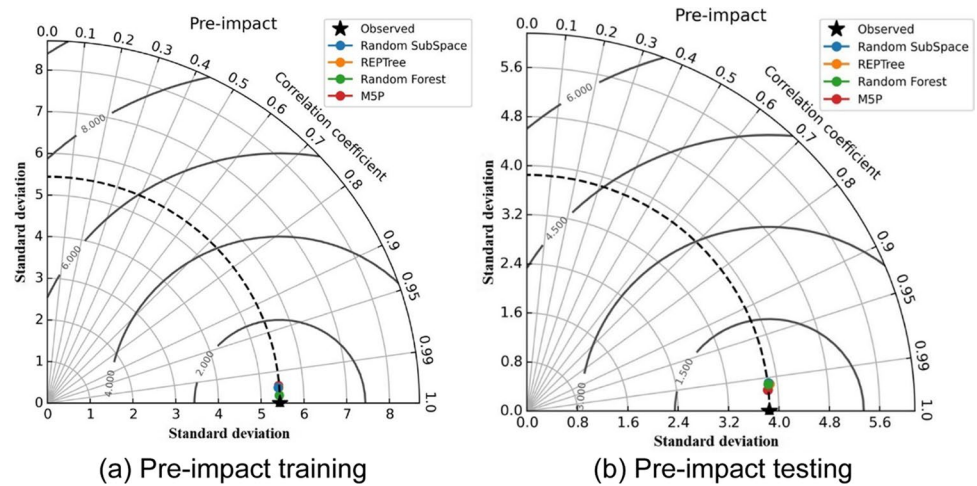 Pre-impact
Observed
Random SubSpace
REPTree
Random Forest
M5P
Correlation coefficient
0.0 0.1 0.2 0.3 0.4 0.5 0.6 0.7 0.8 0.9 0.95 0.99 1.0
Standard deviation
8
7
6
5
4
3
2
1
0
8.000
6.000
4.000
2.000
0 1 2 3 4 5 6 7 8
Standard deviation
(a) Pre-impact training
Pre-impact
Observed
Random SubSpace
REPTree
Random Forest
M5P
Correlation coefficient
0.0 0.1 0.2 0.3 0.4 0.5 0.6 0.7 0.8 0.9 0.95 0.99 1.0
Standard deviation
5.6
4.8
4.0
3.2
2.4
1.6
0.8
0.0
6.000
4.500
3.000
1.500
0.0 0.8 1.6 2.4 3.2 4.0 4.8 5.6
Standard deviation
(b) Pre-impact testing